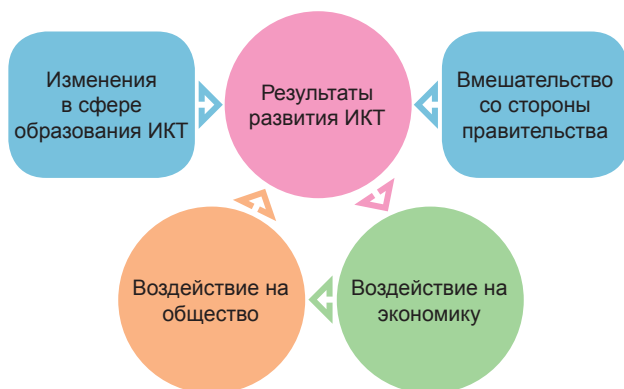 Изменения
в сфере
образования ИКТ
Результаты
развития ИКТ
Вмешательство
со стороны
правительства
Воздействие на
общество
Воздействие на
экономику